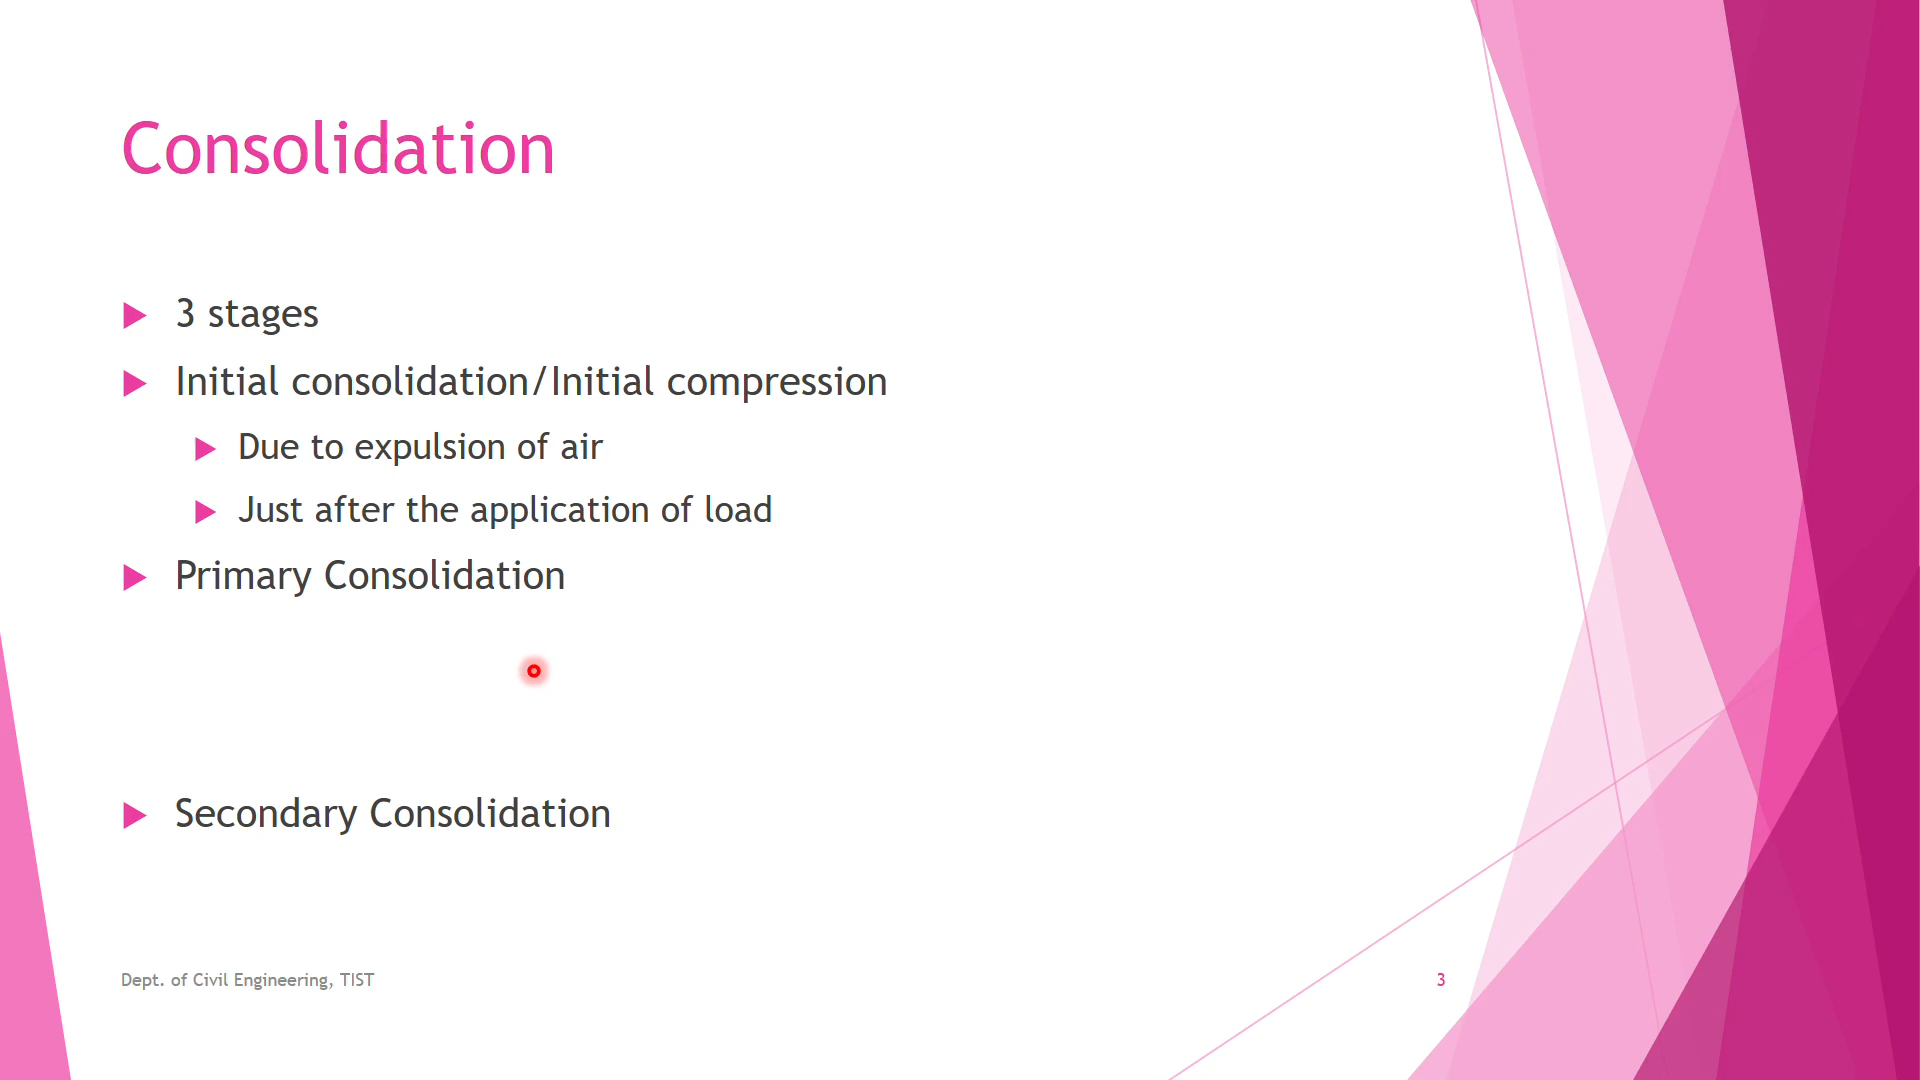 Consolidation
3 stages
Initial consolidation/Initial compression
Due to expulsion of air
Just after the application of load
Primary Consolidation
Secondary Consolidation
Dept. of Civil Engineering, TIST
3